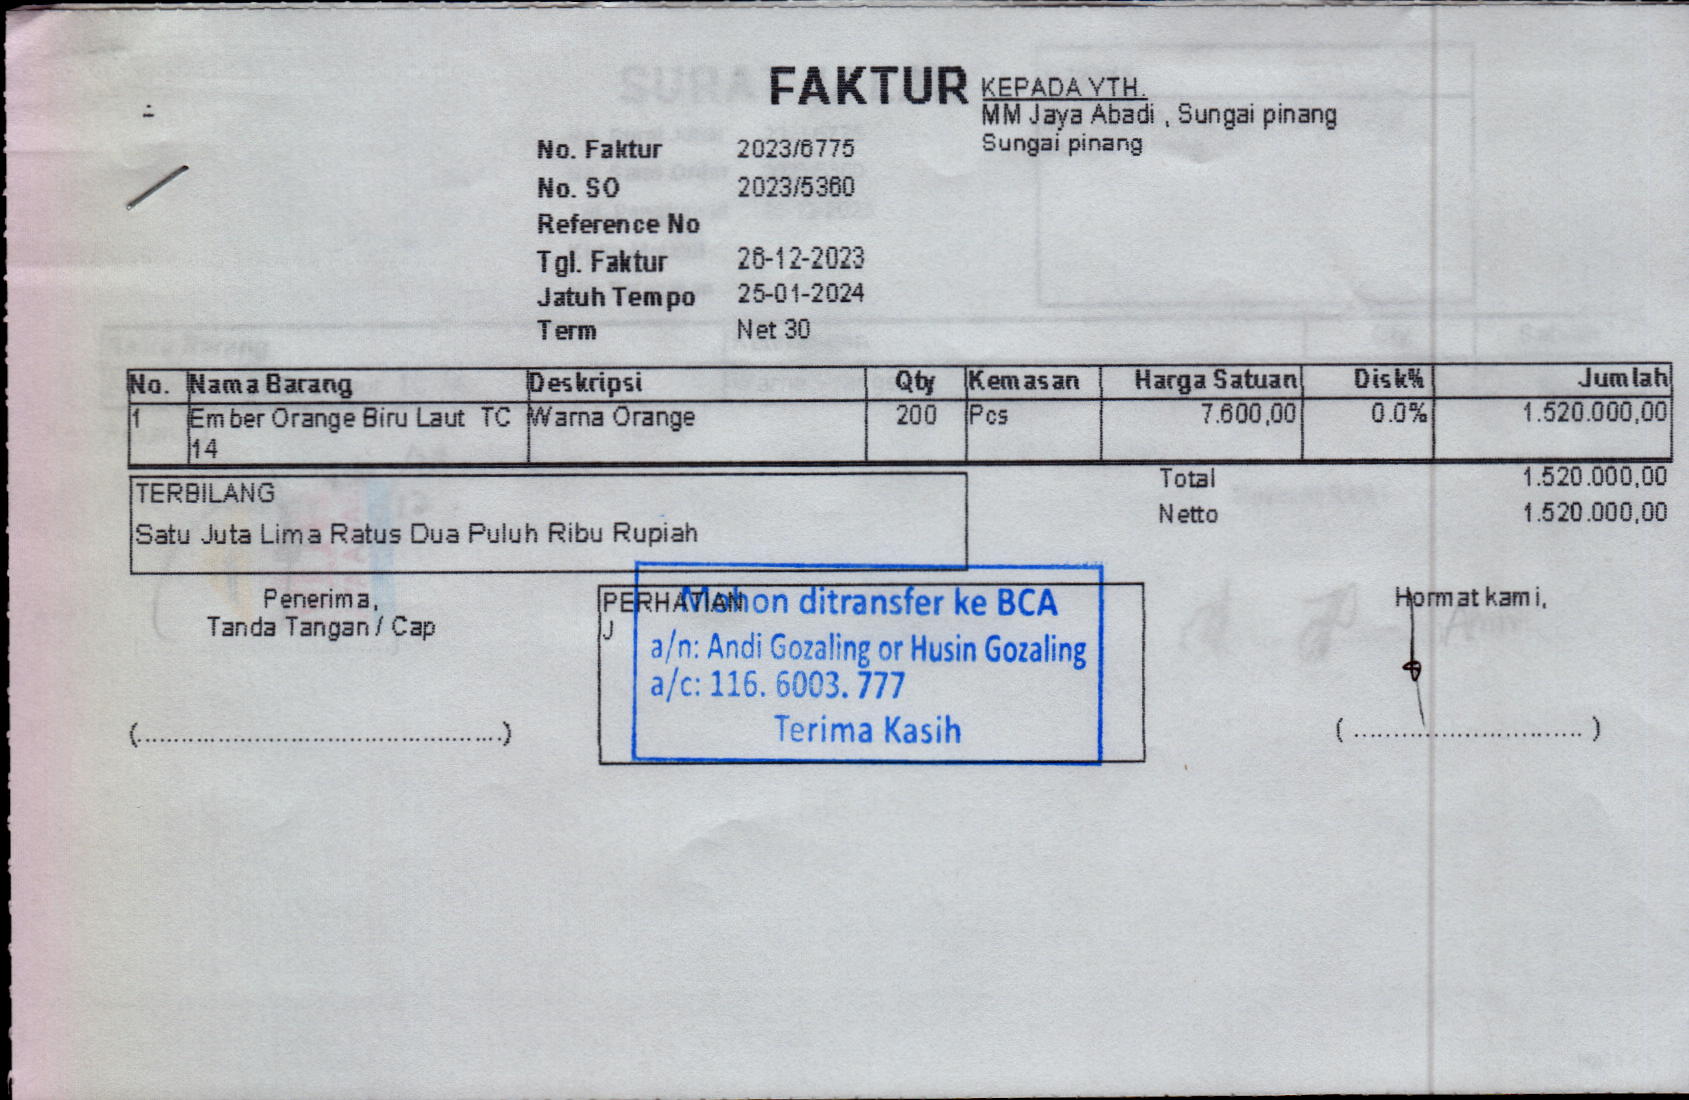 FAKTUR
KEPADA YTH.
MM Jaya Abadi , Sungai pinang
Sungai pinang
No. Faktur 2023/6775
No. SO 2023/5360
Reference No
Tgl. Faktur 26-12-2023
Jatuh Tempo 25-01-2024
Term Net 30
No. Nama Barang Deskripsi Qty Kemasan Harga Satuan Disk% Jumlah
1 Ember Orange Biru Laut TC Warna Orange 200 Pcs 7.600,00 0.0% 1.520.000,00
14
Total 1.520.000,00
Netto 1.520.000,00
TERBILANG
Satu Juta Lima Ratus Dua Puluh Ribu Rupiah
Penerima,
Tanda Tangan / Cap
(......................................................)
PERHATIAN
J
Mohon ditransfer ke BCA
a/n: Andi Gozaling or Husin Gozaling
a/c: 116. 6003. 777
Terima Kasih
Hormat kami,
( .............................. )